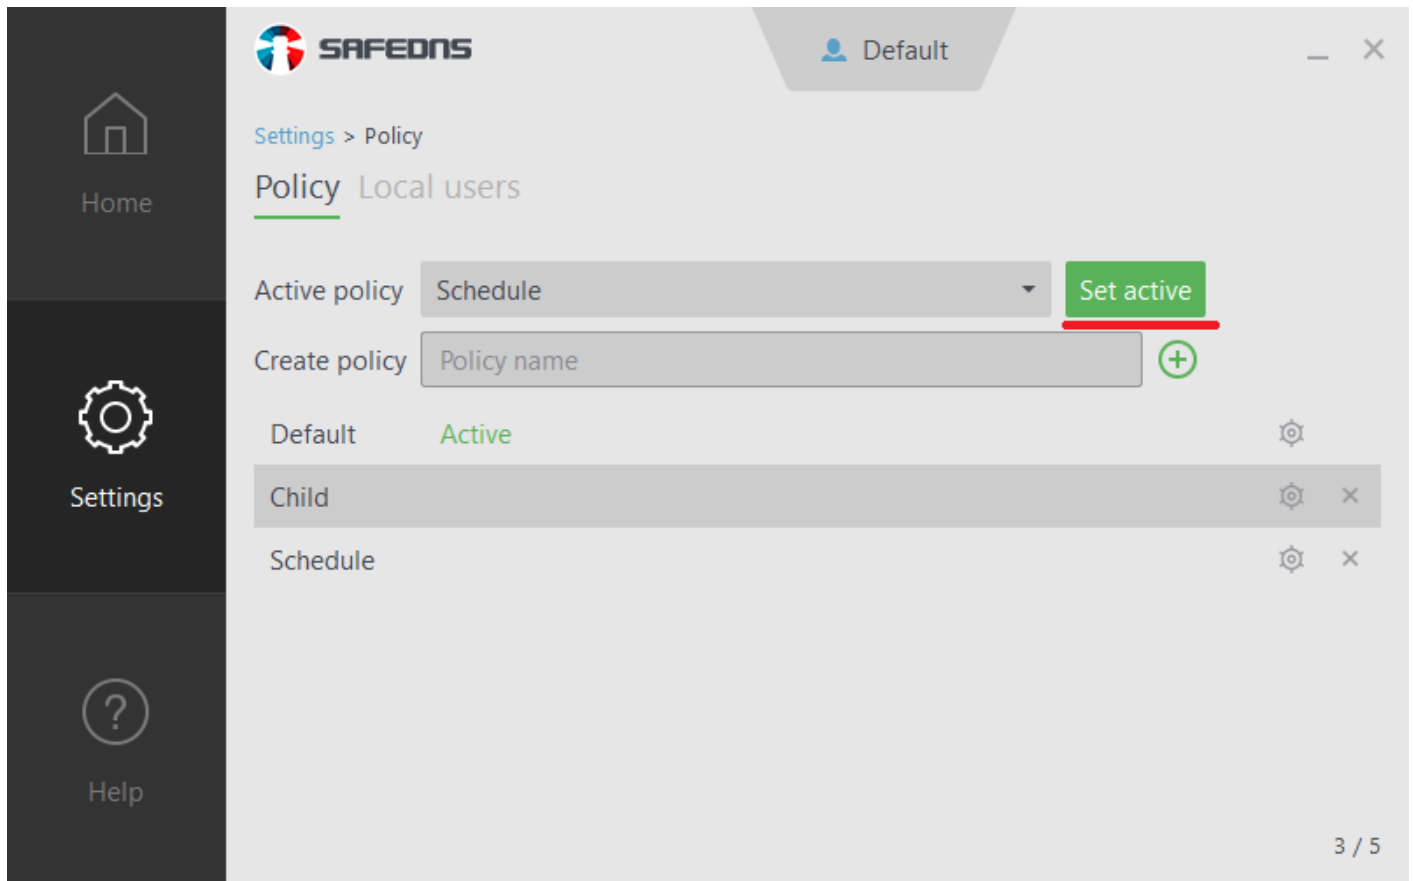 SAFEDNS
Default
Settings > Policy
Policy Local users
Active policy Schedule Set active
Create policy Policy name
Default Active
Child
Schedule
Home
Settings
Help
3 / 5